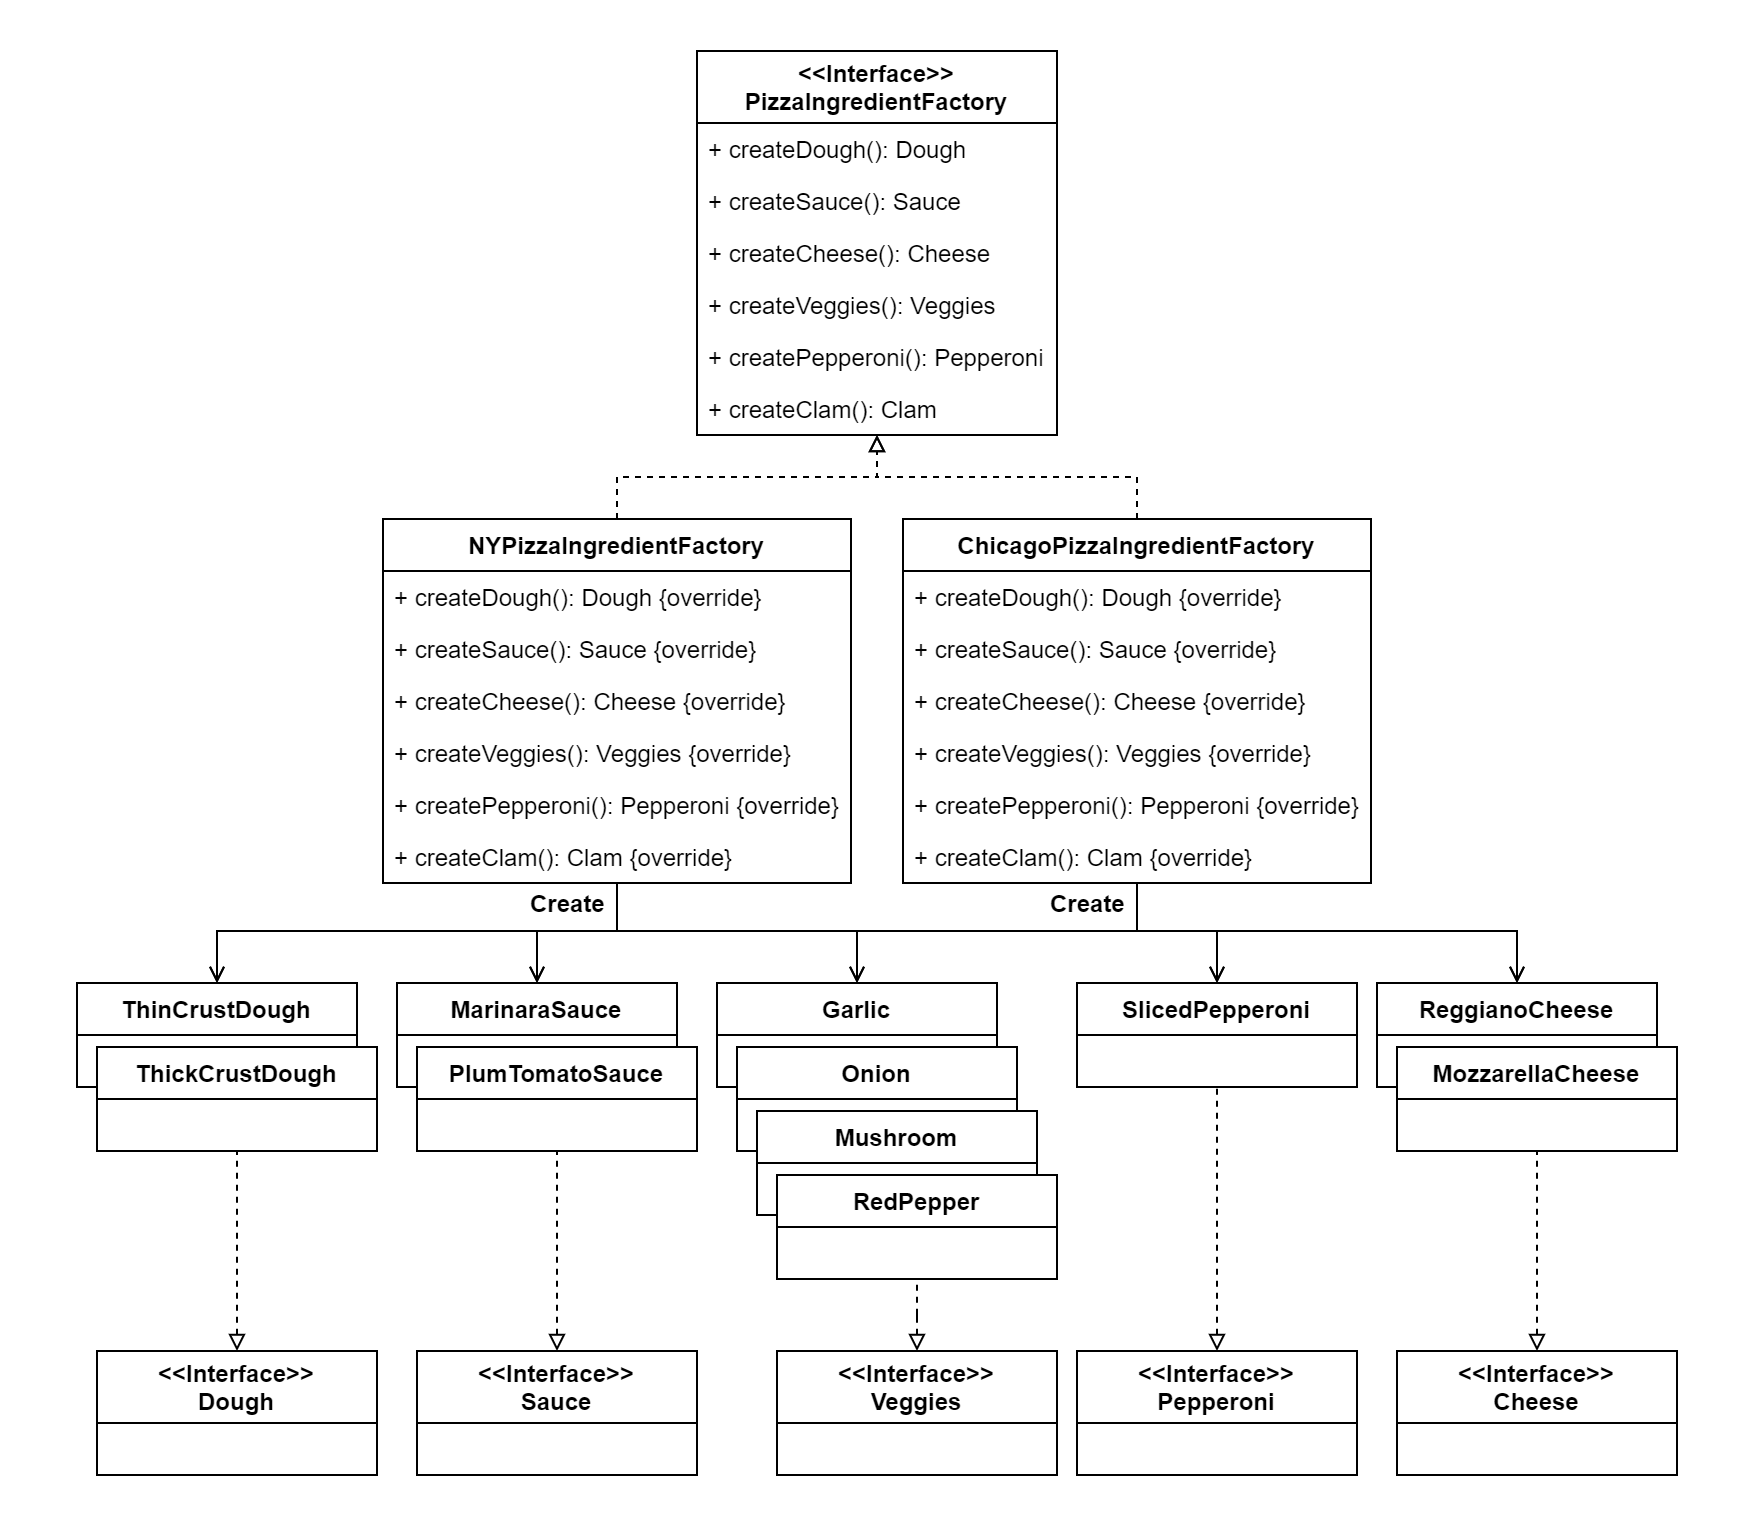 <<Interface>>
PizzaIngredientFactory
+ createDough(): Dough
+ createSauce(): Sauce
+ createCheese(): Cheese
+ createVeggies(): Veggies
+ createPepperoni(): Pepperoni
+ createClam(): Clam
NYPizzaIngredientFactory
+ createDough(): Dough {override}
+ createSauce(): Sauce {override}
+ createCheese(): Cheese {override}
+ createVeggies(): Veggies {override}
+ createPepperoni(): Pepperoni {override}
+ createClam(): Clam {override}
ChicagoPizzaIngredientFactory
+ createDough(): Dough {override}
+ createSauce(): Sauce {override}
+ createCheese(): Cheese {override}
+ createVeggies(): Veggies {override}
+ createPepperoni(): Pepperoni {override}
+ createClam(): Clam {override}
Create
Create
ThinCrustDough
ThickCrustDough
MarinaraSauce
PlumTomatoSauce
Garlic
Onion
Mushroom
RedPepper
SlicedPepperoni
ReggianoCheese
MozzarellaCheese
<<Interface>>
Dough
<<Interface>>
Sauce
<<Interface>>
Veggies
<<Interface>>
Pepperoni
<<Interface>>
Cheese